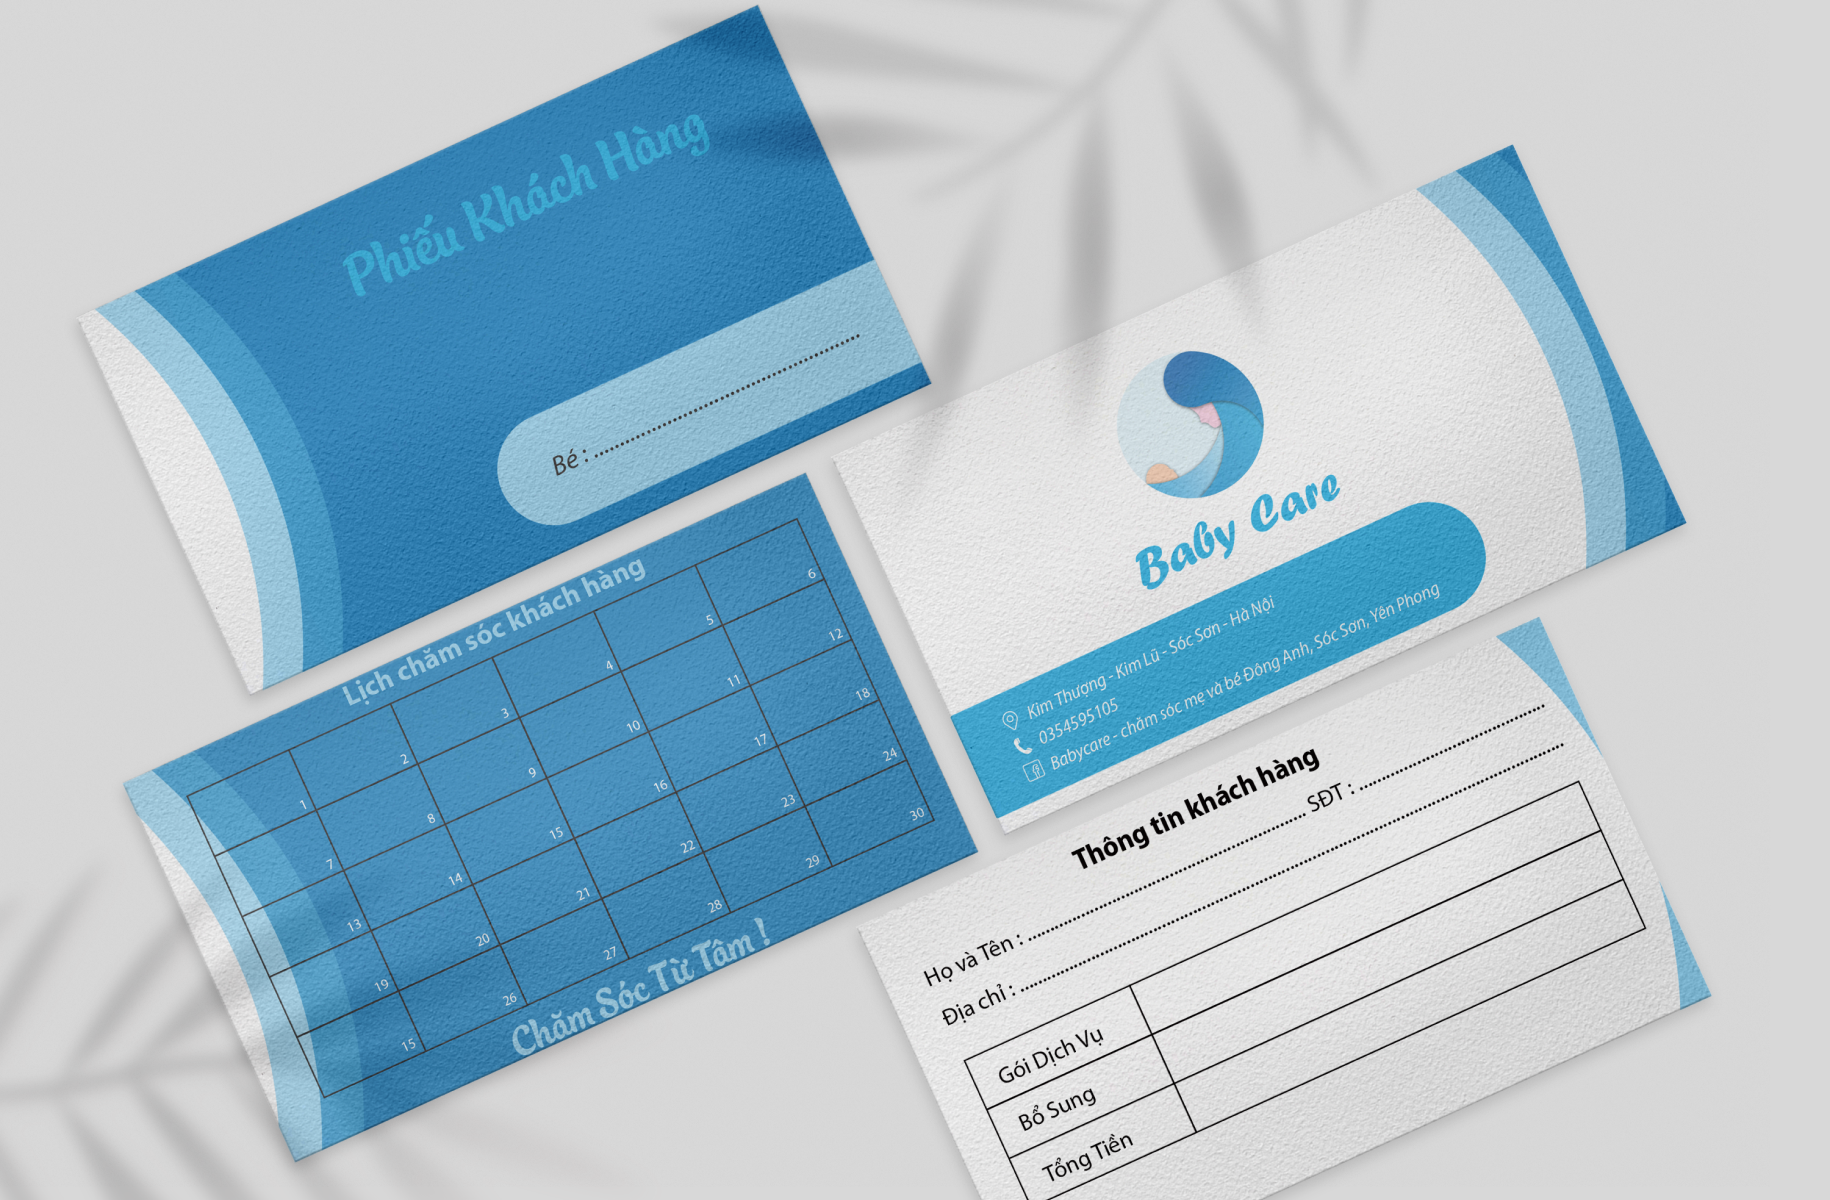 Phiếu Khách Hàng
Bé : ........................................
Baby Care
Kim Thượng - Kim Lũ - Sóc Sơn - Hà Nội
0354595105
Babycare - chăm sóc mẹ và bé Đông Anh, Sóc Sơn, Yên Phong
Lịch chăm sóc khách hàng
1 2 3 4 5 6
7 8 9 10 11 12
13 14 15 16 17 18
19 20 21 22 23 24
15 26 27 28 29 30
Chăm Sóc Từ Tâm !
Thông tin khách hàng
Họ và Tên : ........................................ SĐT : ...........................
Địa chỉ : ................................................................................
Gói Dịch Vụ
Bổ Sung
Tổng Tiền